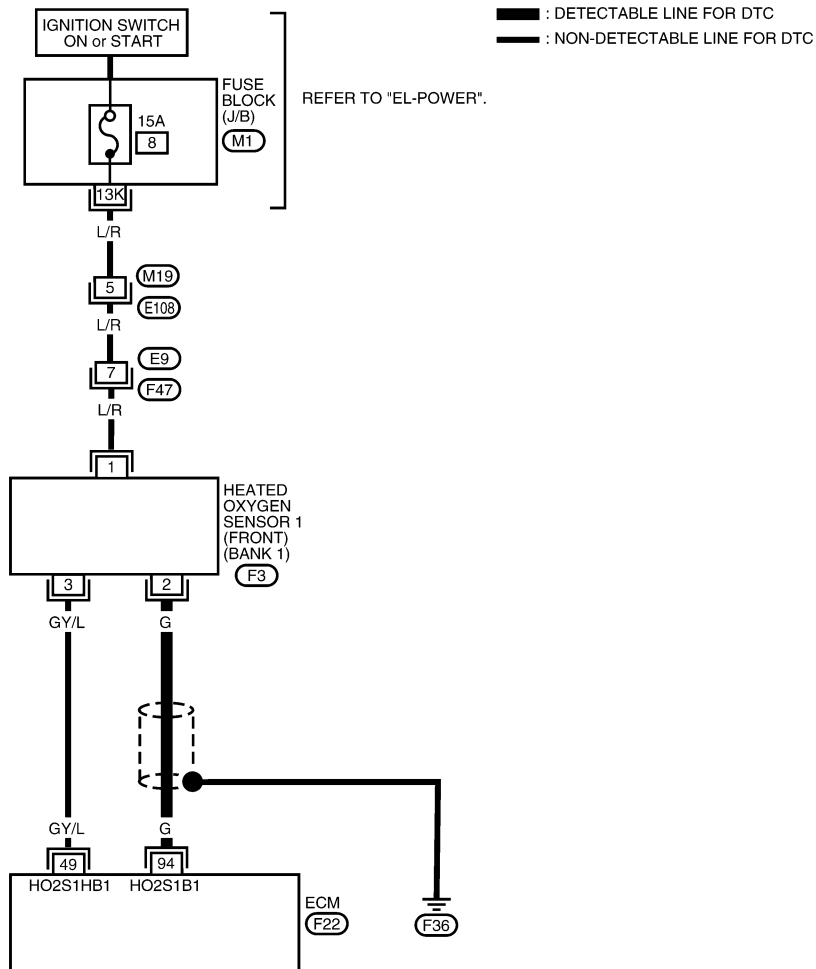 : DETECTABLE LINE FOR DTC
: NON-DETECTABLE LINE FOR DTC
IGNITION SWITCH
ON or START
FUSE
BLOCK
(J/B)
M1
REFER TO "EL-POWER".
15A
8
13K
L/R
5
M19
E108
L/R
7
E9
F47
L/R
1
HEATED
OXYGEN
SENSOR 1
(FRONT)
(BANK 1)
F3
3
2
GY/L
G
GY/L
G
49
94
HO2S1HB1
HO2S1B1
ECM
F22
F36